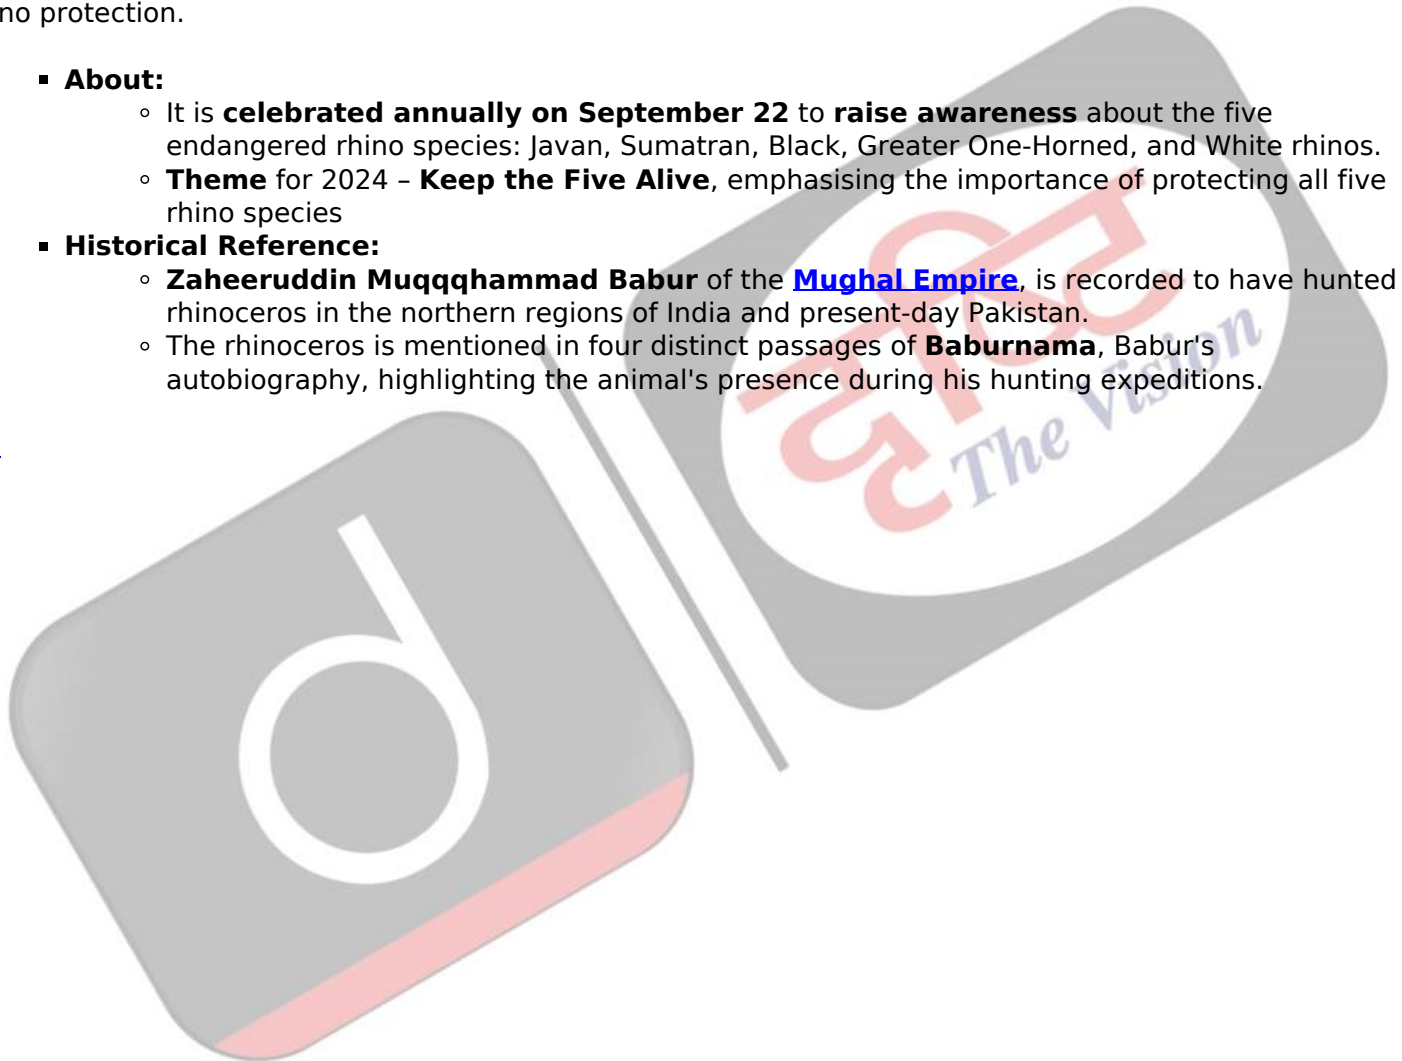 no protection.
▪ About:
◦ It is celebrated annually on September 22 to raise awareness about the five
endangered rhino species: Javan, Sumatran, Black, Greater One-Horned, and White rhinos.
◦ Theme for 2024 – Keep the Five Alive, emphasising the importance of protecting all five
rhino species
▪ Historical Reference:
◦ Zaheeruddin Muqqqhammad Babur of the Mughal Empire, is recorded to have hunted
rhinoceros in the northern regions of India and present-day Pakistan.
◦ The rhinoceros is mentioned in four distinct passages of Baburnama, Babur's
autobiography, highlighting the animal's presence during his hunting expeditions.
दृष्टि
The Vision
d